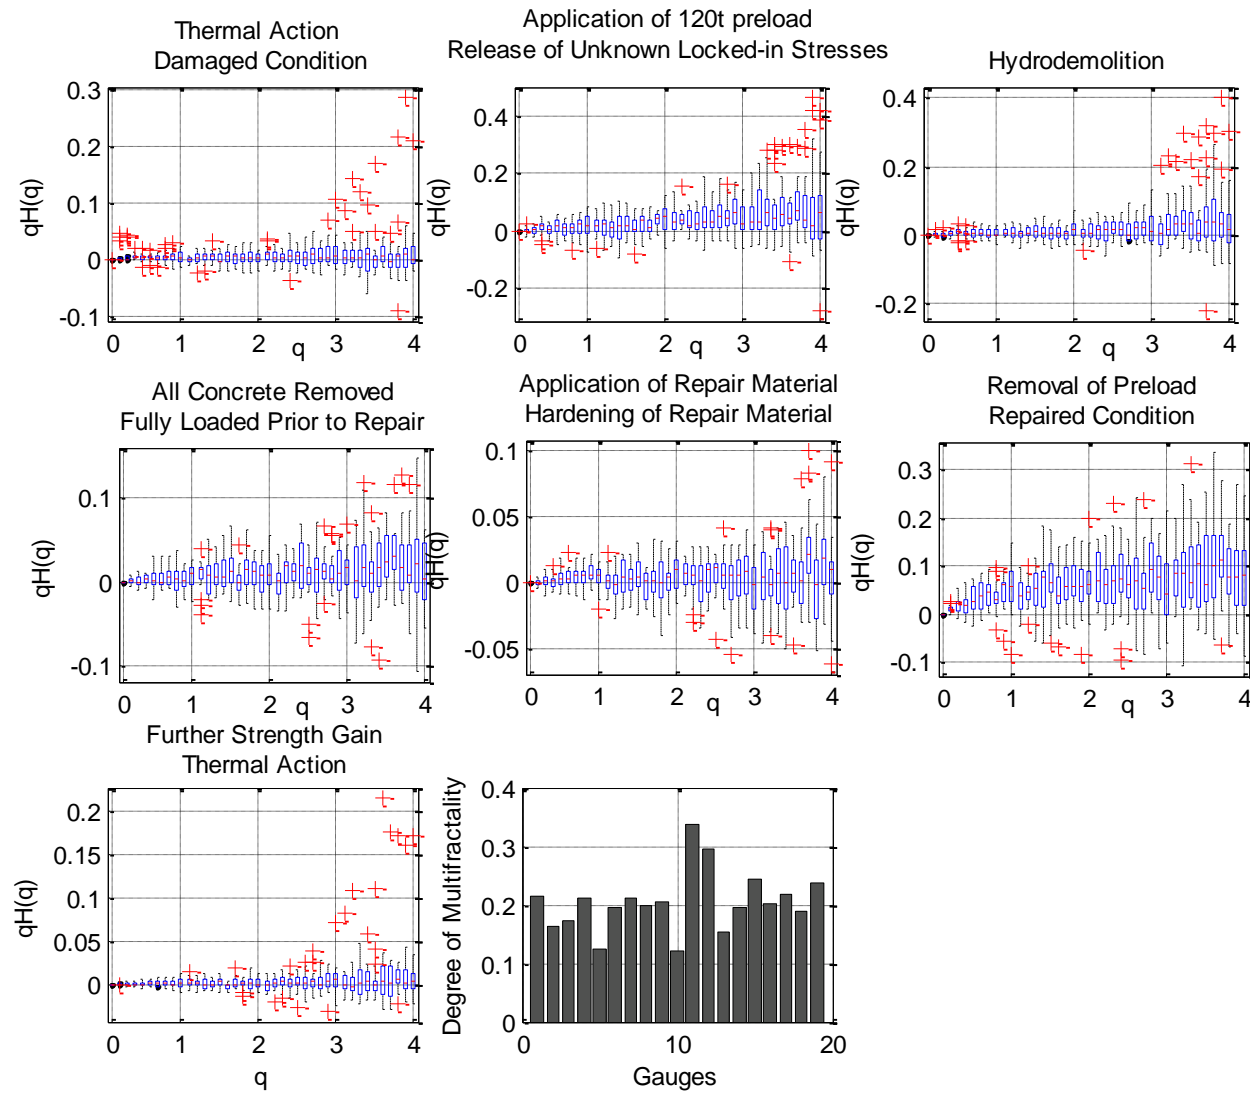 Thermal Action
Damaged Condition
Application of 120t preload
Release of Unknown Locked-in Stresses
Hydrodemolition
0.3
0.2
0.1
0
-0.1
qH(q)
0 1 2 3 4
q
0.4
0.2
0
-0.2
qH(q)
0 1 2 3 4
q
0.4
0.2
0
-0.2
qH(q)
0 1 2 3 4
q
All Concrete Removed
Fully Loaded Prior to Repair
Application of Repair Material
Hardening of Repair Material
Removal of Preload
Repaired Condition
0.1
0
-0.1
qH(q)
0 1 2 3 4
q
0.1
0.05
0
-0.05
qH(q)
0 1 2 3 4
0.3
0.2
0.1
0
-0.1
qH(q)
0 1 2 3 4
q
Further Strength Gain
Thermal Action
0.2
0.15
0.1
0.05
0
qH(q)
0 1 2 3 4
q
0.4
0.3
0.2
0.1
0
Degree of Multifractality
0 10 20
Gauges